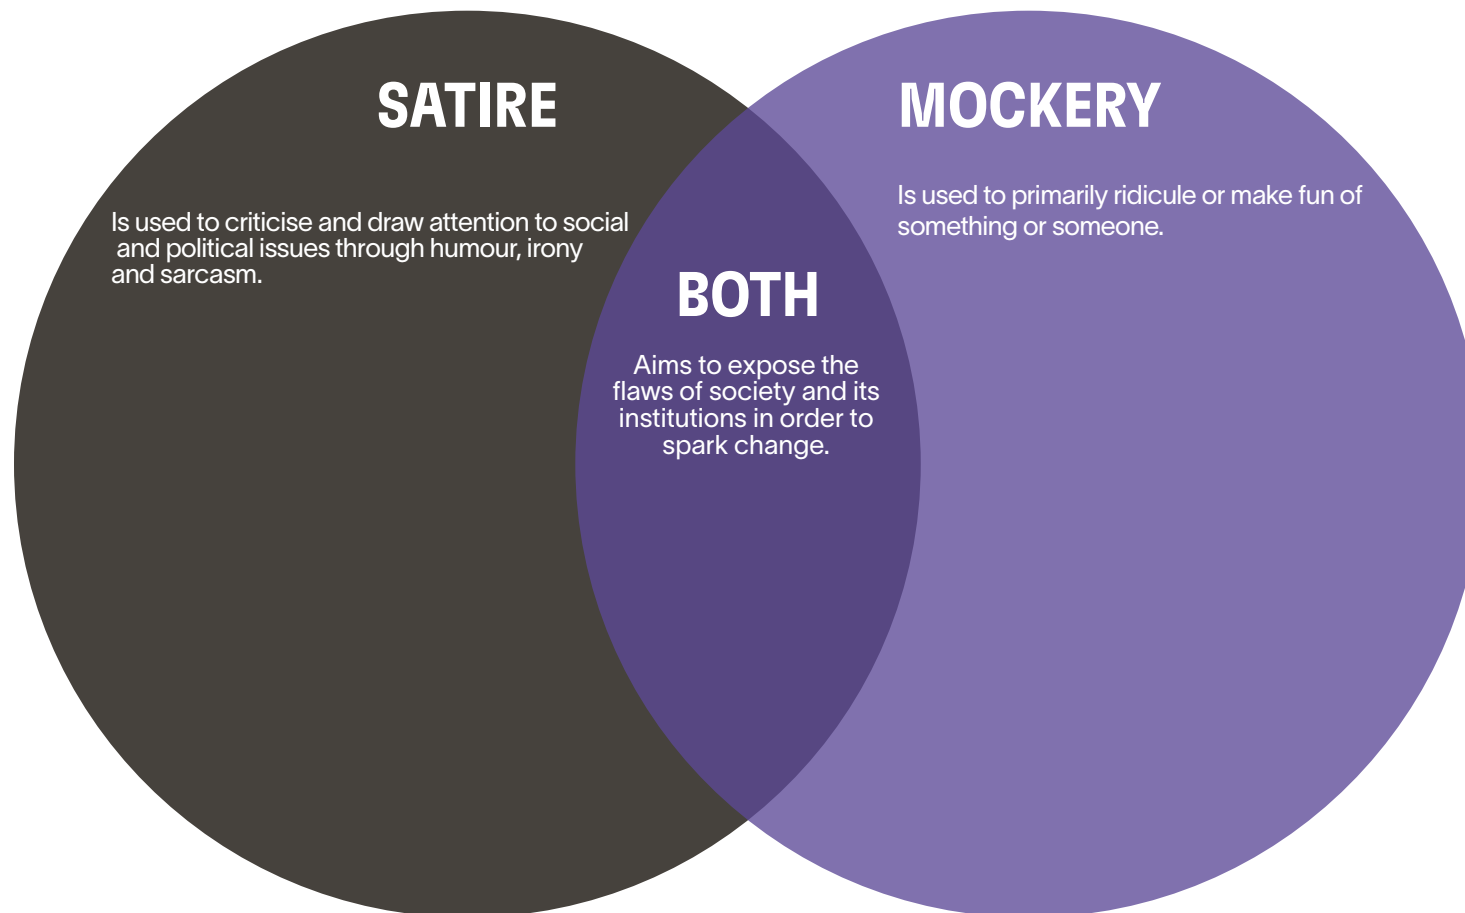 SATIRE
Is used to criticise and draw attention to social
and political issues through humour, irony
and sarcasm.
BOTH
Aims to expose the
flaws of society and its
institutions in order to
spark change.
MOCKERY
Is used to primarily ridicule or make fun of
something or someone.